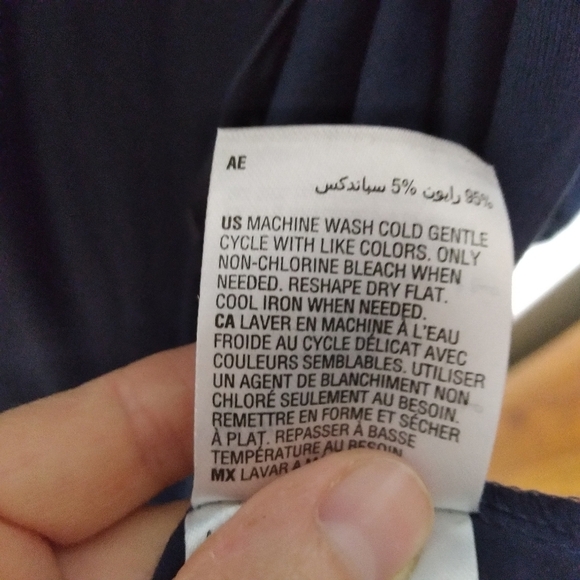 AE
95% رايون 5% سباندكس
US MACHINE WASH COLD GENTLE
CYCLE WITH LIKE COLORS. ONLY
NON-CHLORINE BLEACH WHEN
NEEDED. RESHAPE DRY FLAT.
COOL IRON WHEN NEEDED.
CA LAVER EN MACHINE À L'EAU
FROIDE AU CYCLE DÉLICAT AVEC
COULEURS SEMBLABLES. UTILISER
UN AGENT DE BLANCHIMENT NON
CHLORÉ SEULEMENT AU BESOIN.
REMETTRE EN FORME ET SÉCHER
À PLAT. REPASSER À BASSE
TEMPÉRATURE AU BESOIN.
MX LAVAR A